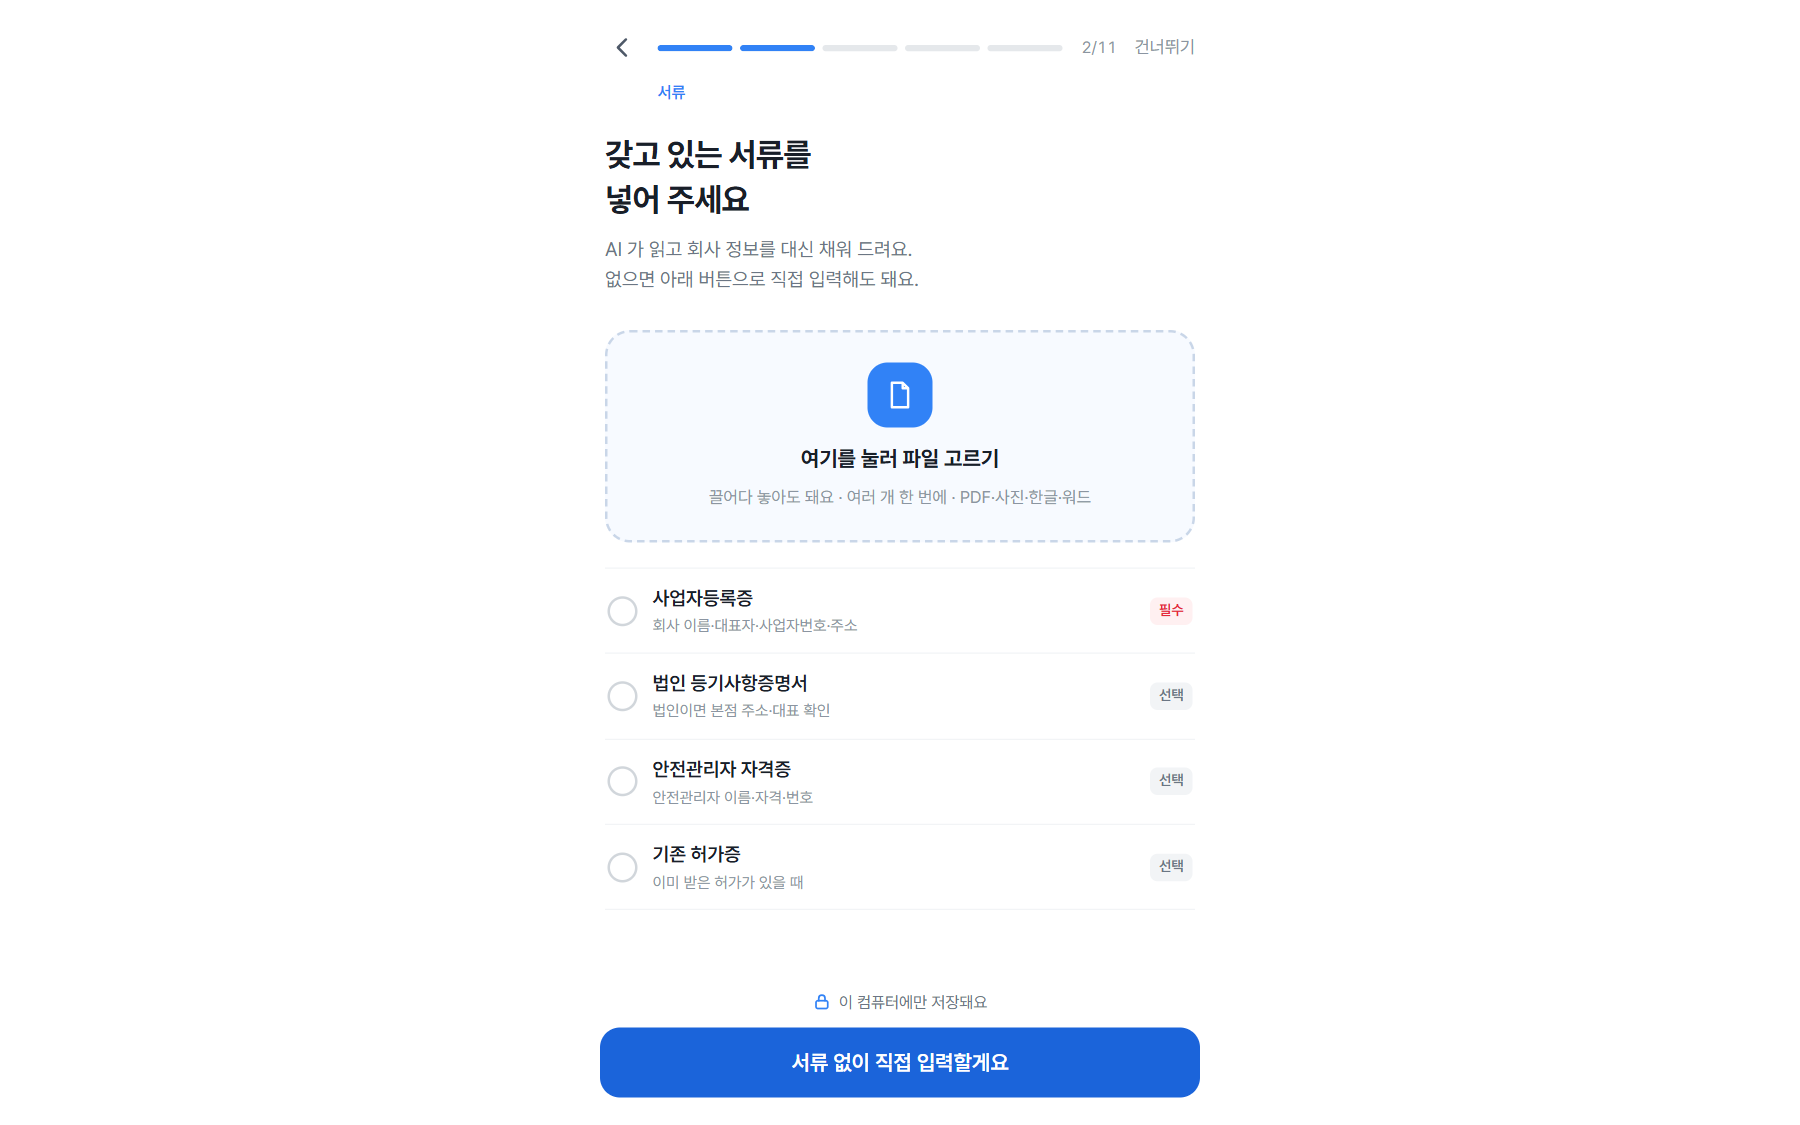 2/11 건너뛰기
서류
갖고 있는 서류를
넣어 주세요
AI 가 읽고 회사 정보를 대신 채워 드려요.
없으면 아래 버튼으로 직접 입력해도 돼요.
여기를 눌러 파일 고르기
끌어다 놓아도 돼요 · 여러 개 한 번에 · PDF·사진·한글·워드
사업자등록증
필수
회사 이름·대표자·사업자번호·주소
법인 등기사항증명서
선택
법인이면 본점 주소·대표 확인
안전관리자 자격증
선택
안전관리자 이름·자격·번호
기존 허가증
선택
이미 받은 허가가 있을 때
이 컴퓨터에만 저장돼요
서류 없이 직접 입력할게요